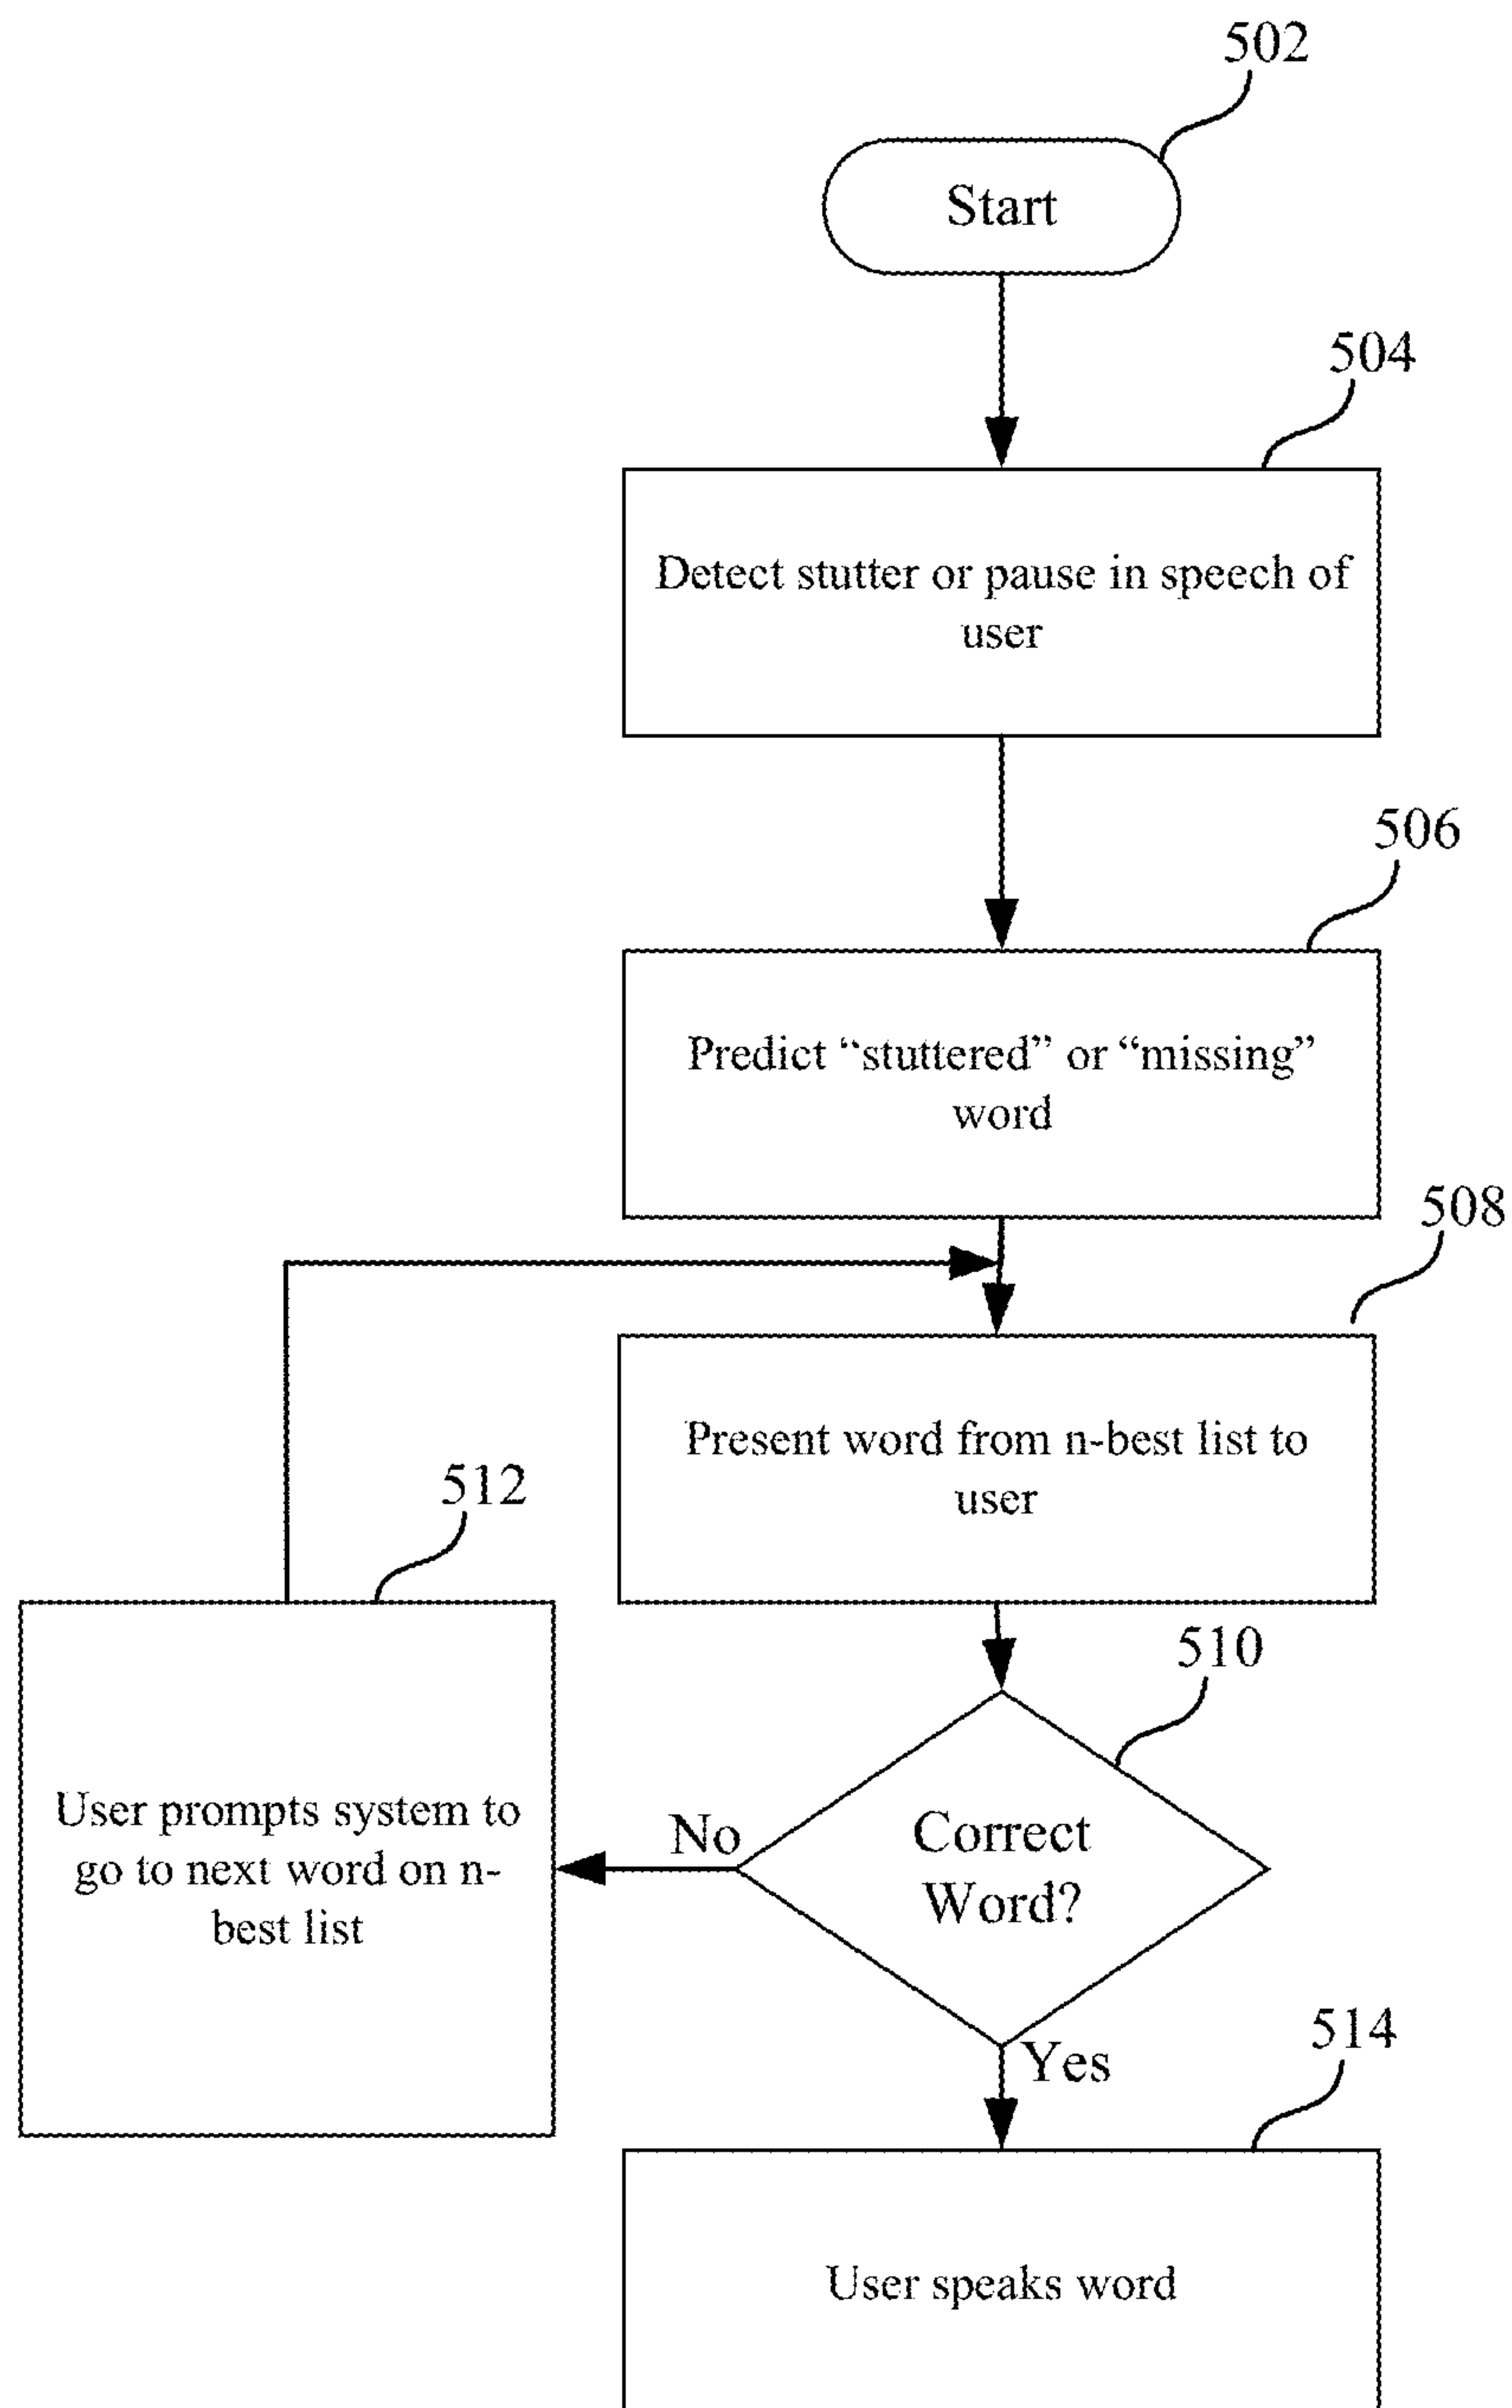 502
Start
504
Detect stutter or pause in speech of
user
506
Predict “stuttered” or “missing”
word
508
Present word from n-best list to
user
512
510
User prompts system to
go to next word on n-
best list
No
Correct
Word?
Yes
514
User speaks word